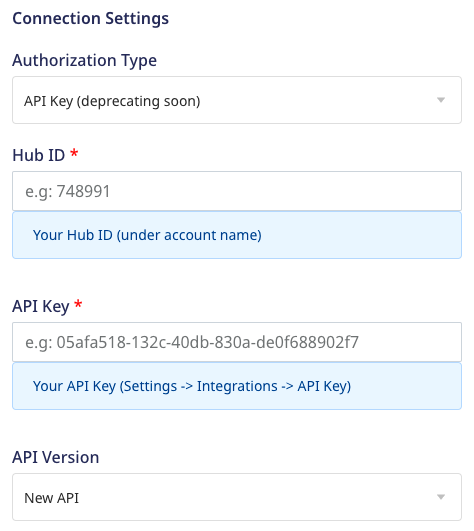 Connection Settings
Authorization Type
API Key (deprecating soon)
Hub ID *
e.g: 748991
Your Hub ID (under account name)
API Key *
e.g: 05afa518-132c-40db-830a-de0f688902f7
Your API Key (Settings -> Integrations -> API Key)
API Version
New API